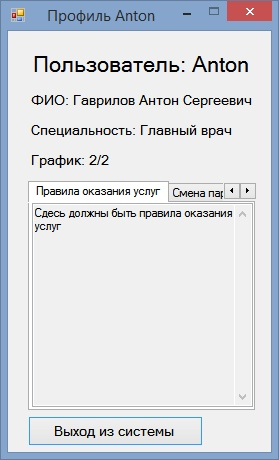 Профиль Anton
Пользователь: Anton
ФИО: Гаврилов Антон Сергеевич
Специальность: Главный врач
График: 2/2
Правила оказания услуг
Смена пар
Сдесь должны быть правила оказания
услуг
Выход из системы